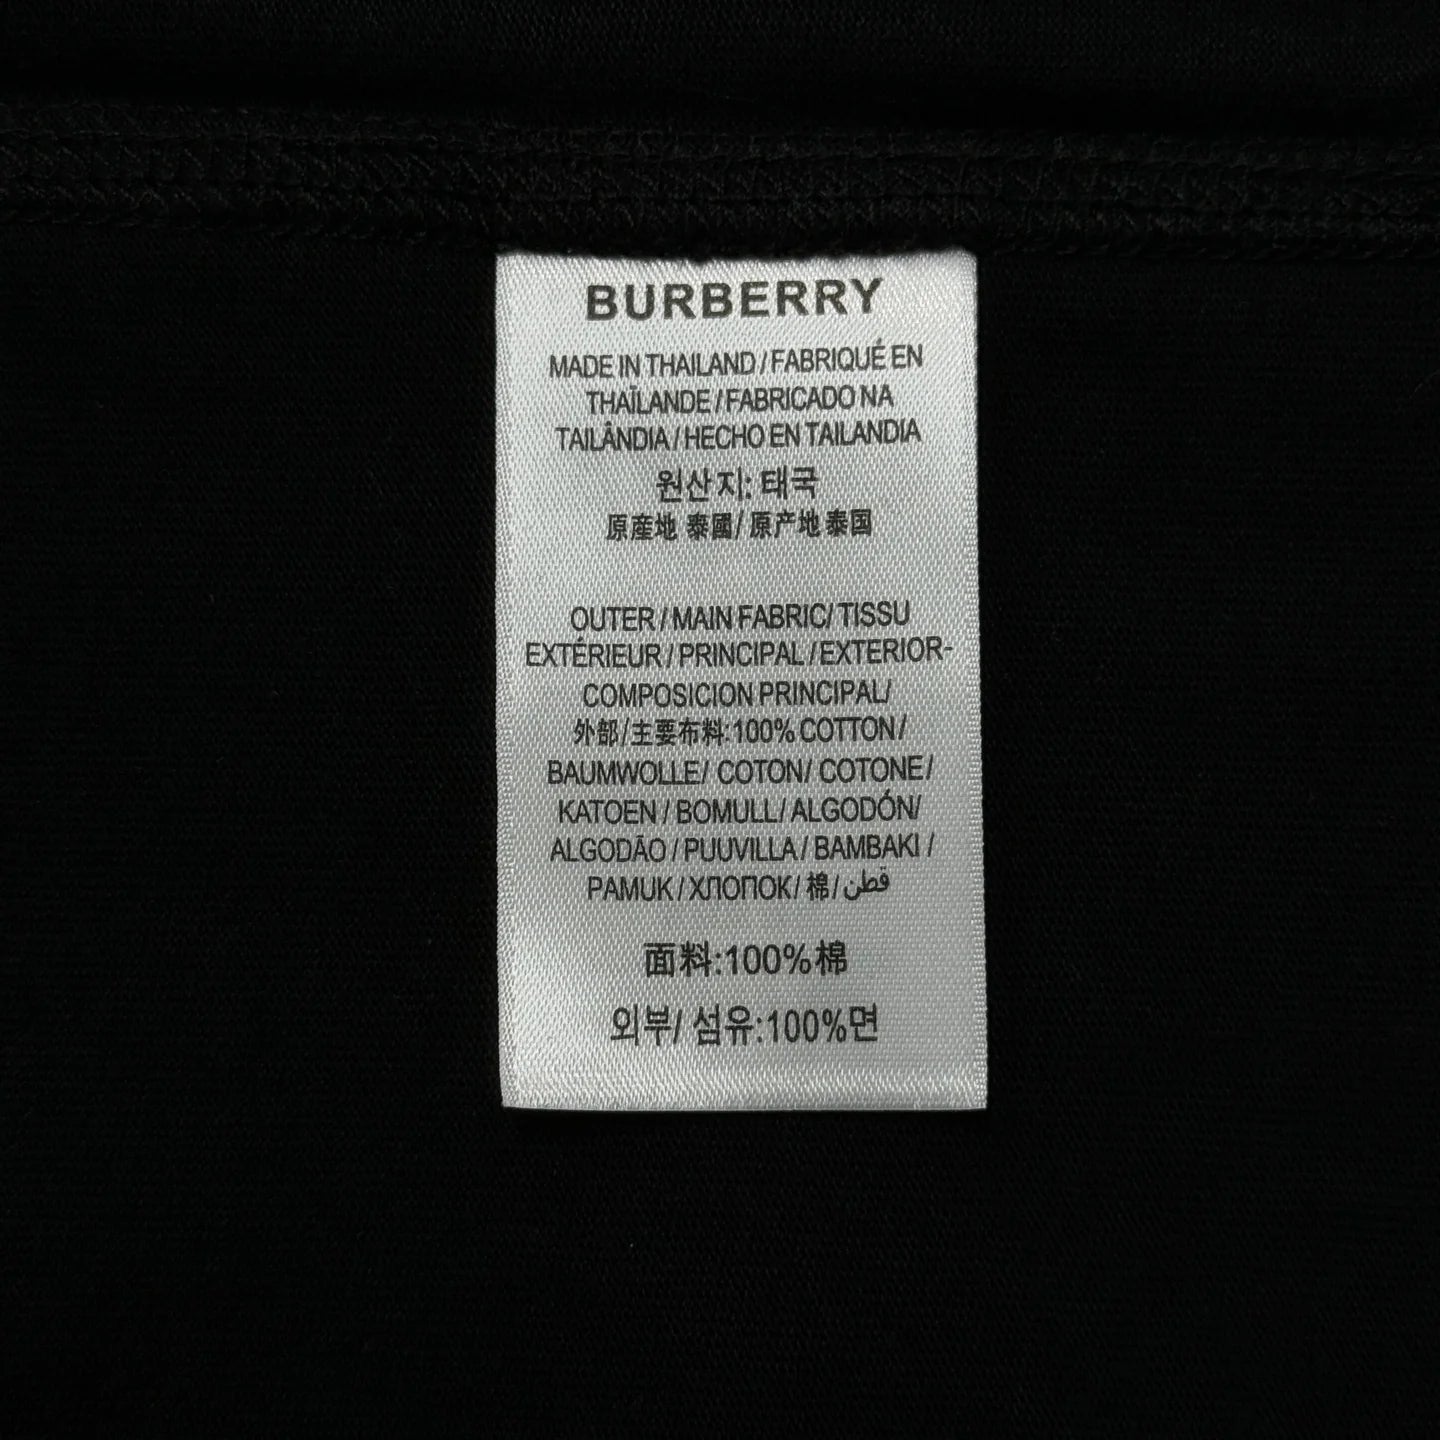 BURBERRY
MADE IN THAILAND / FABRIQUÉ EN
THAÏLANDE / FABRICADO NA
TAILÂNDIA / HECHO EN TAILANDIA
원산지: 태국
原産地 泰國/ 原产地 泰国
OUTER / MAIN FABRIC/ TISSU
EXTÉRIEUR / PRINCIPAL / EXTERIOR-
COMPOSICION PRINCIPAL/
外部/主要布料:100% COTTON /
BAUMWOLLE/ COTON/ COTONE /
KATOEN / BOMULL/ ALGODÓN/
ALGODÃO / PUUVILLA / BAMBAKI /
PAMUK / ХЛОПОК/ 棉/ قطن
面料:100%棉
외부/ 섬유:100%면